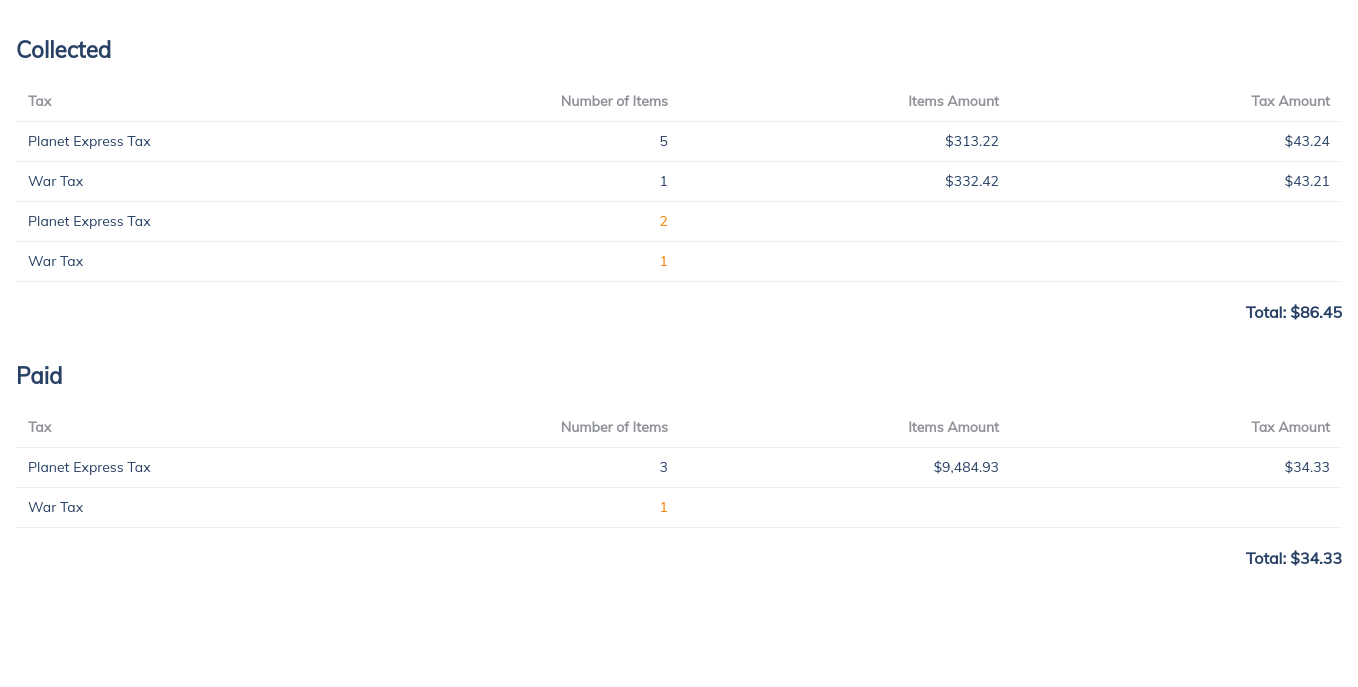 Collected
Tax Number of Items Items Amount Tax Amount
Planet Express Tax 5 $313.22 $43.24
War Tax 1 $332.42 $43.21
Planet Express Tax 2
War Tax 1
Total: $86.45
Paid
Tax Number of Items Items Amount Tax Amount
Planet Express Tax 3 $9,484.93 $34.33
War Tax 1
Total: $34.33